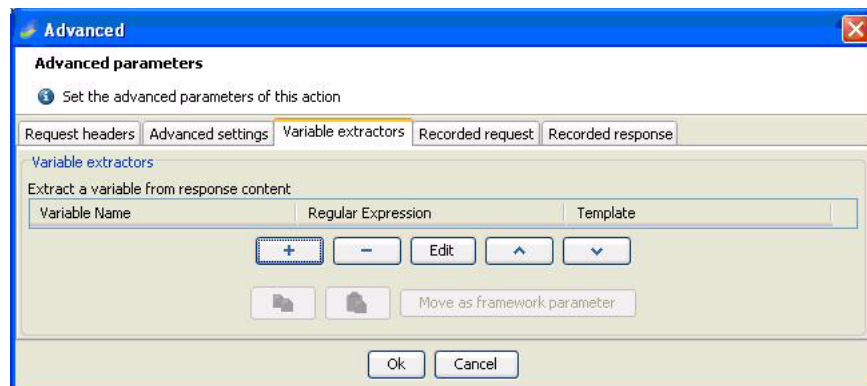 Advanced
Advanced parameters
Set the advanced parameters of this action
Request headers Advanced settings Variable extractors Recorded request Recorded response
Variable extractors
Extract a variable from response content
Variable Name Regular Expression Template
+ − Edit
Move as framework parameter
Ok Cancel